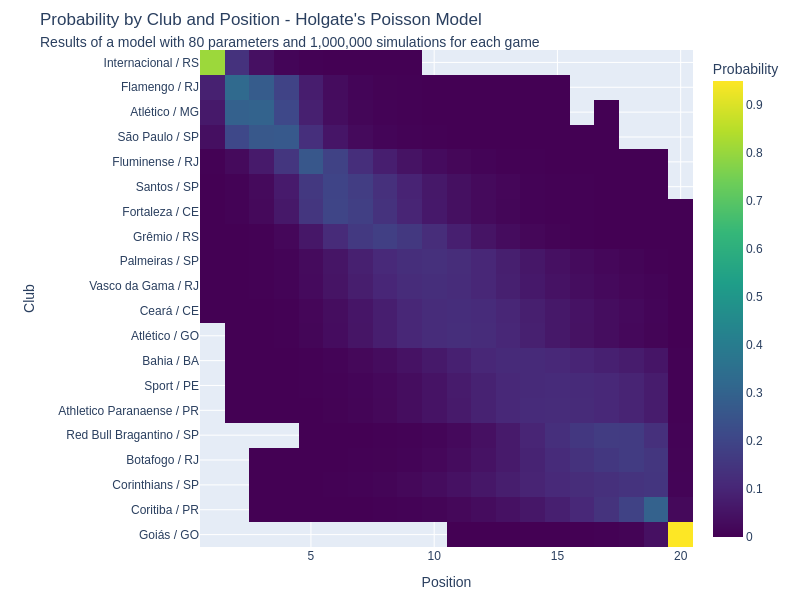 Probability by Club and Position - Holgate's Poisson Model
Results of a model with 80 parameters and 1,000,000 simulations for each game
Probability
0.9
0.8
0.7
0.6
0.5
0.4
0.3
0.2
0.1
0
Club
Internacional / RS
Flamengo / RJ
Atlético / MG
São Paulo / SP
Fluminense / RJ
Santos / SP
Fortaleza / CE
Grêmio / RS
Palmeiras / SP
Vasco da Gama / RJ
Ceará / CE
Atlético / GO
Bahia / BA
Sport / PE
Athletico Paranaense / PR
Red Bull Bragantino / SP
Botafogo / RJ
Corinthians / SP
Coritiba / PR
Goiás / GO
5 10 15 20
Position